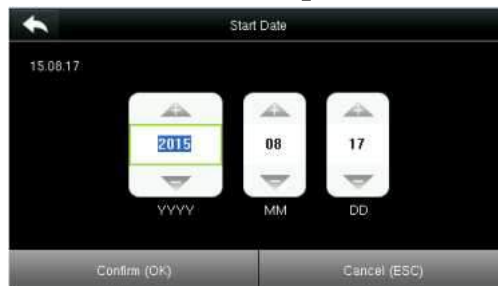 Start Date
15.08.17
2015 08 17
YYYY MM DD
Confirm (OK) Cancel (ESC)